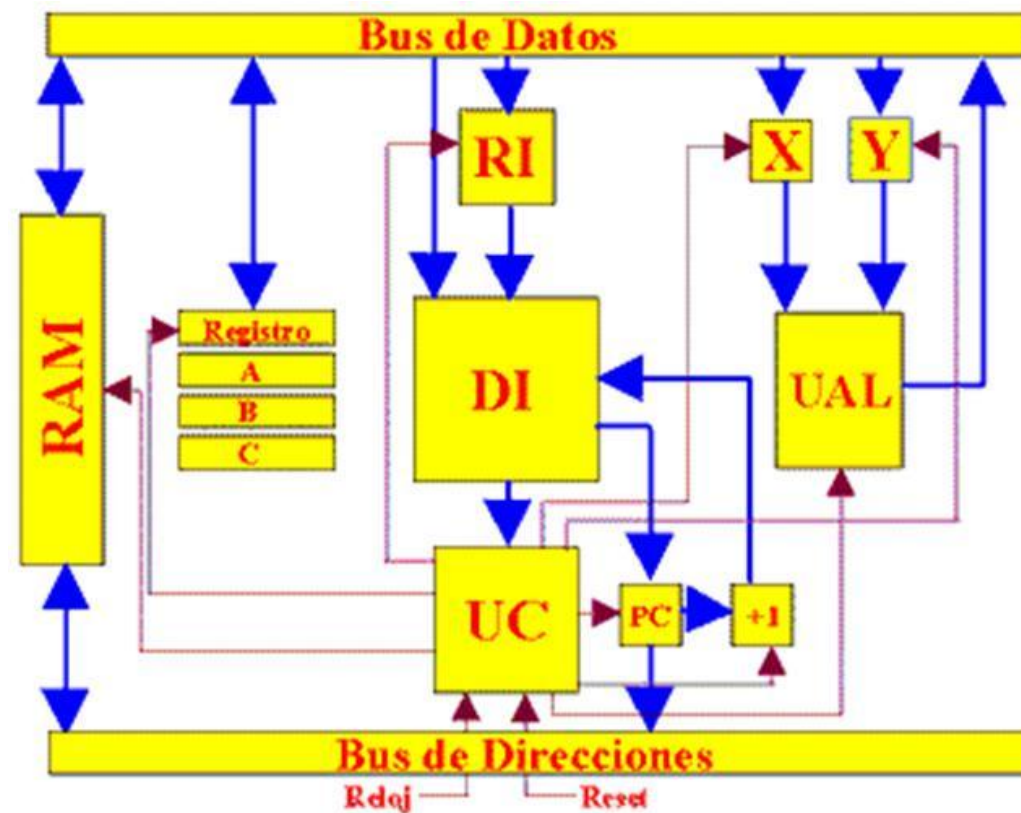 Bus de Datos
RI
X
Y
RAM
Registro
A
B
C
DI
UAL
UC
PC
+1
Bus de Direcciones
Reloj
Reset